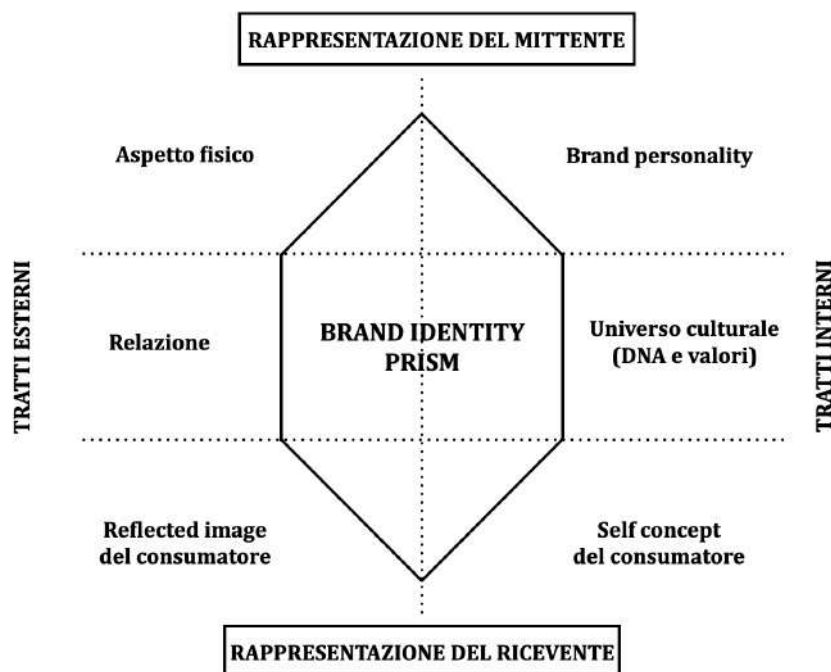 RAPPRESENTAZIONE DEL MITTENTE
Aspetto fisico
Brand personality
TRATTI ESTERNI
Relazione
BRAND IDENTITY
PRISM
Universo culturale
(DNA e valori)
TRATTI INTERNI
Reflected image
del consumatore
Self concept
del consumatore
RAPPRESENTAZIONE DEL RICEVENTE